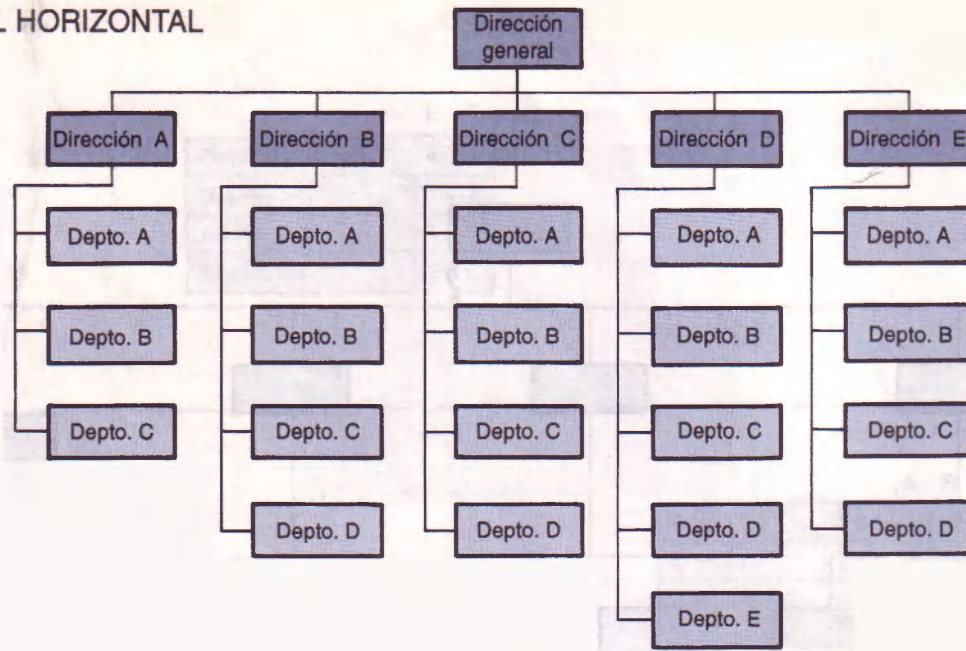 L HORIZONTAL
Dirección
general
Dirección A
Dirección B
Dirección C
Dirección D
Dirección E
Depto. A
Depto. A
Depto. A
Depto. A
Depto. A
Depto. B
Depto. B
Depto. B
Depto. B
Depto. B
Depto. C
Depto. C
Depto. C
Depto. C
Depto. C
Depto. D
Depto. D
Depto. D
Depto. D
Depto. E